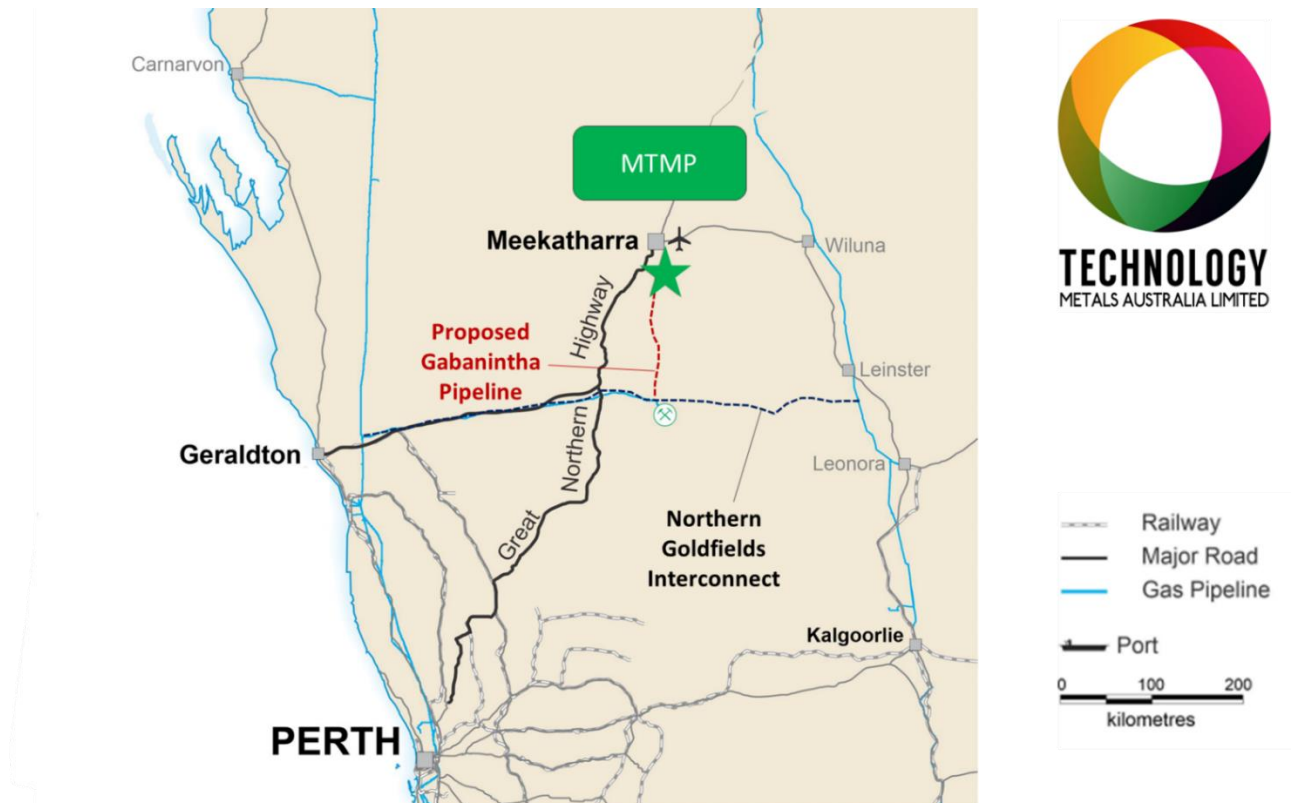 Carnarvon
MTMP
Meekatharra
Wiluna
Highway
Proposed
Gabanintha
Pipeline
Leinster
Geraldton
Northern
Leonora
Great
Northern
Goldfields
Interconnect
Kalgoorlie
PERTH
TECHNOLOGY
METALS AUSTRALIA LIMITED
Railway
Major Road
Gas Pipeline
Port
0 100 200
kilometres